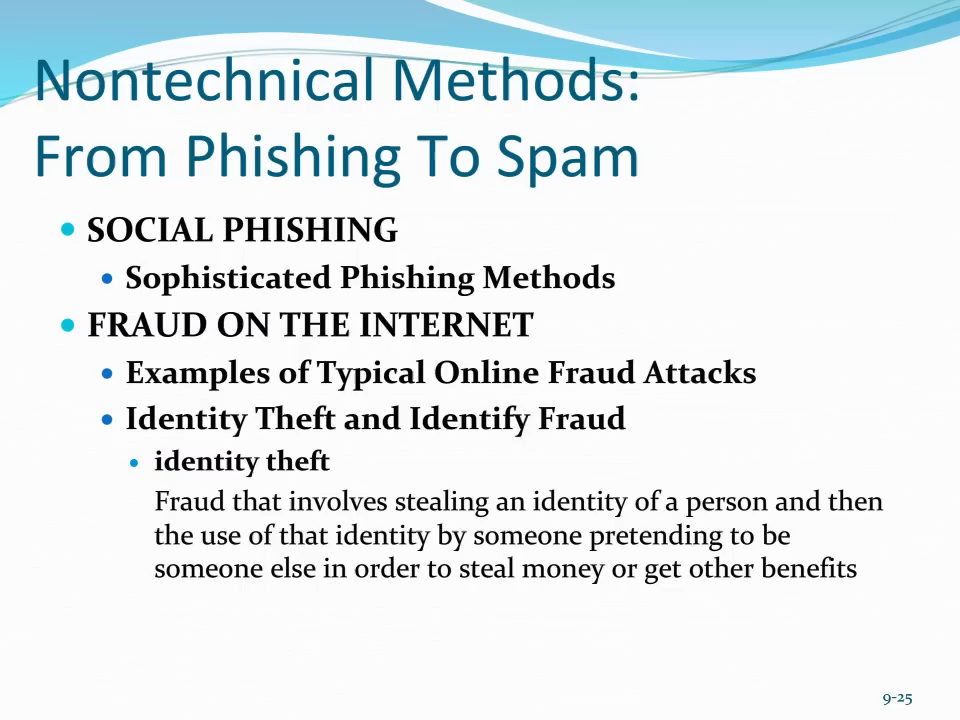 Nontechnical Methods:
From Phishing To Spam
• SOCIAL PHISHING
• Sophisticated Phishing Methods
• FRAUD ON THE INTERNET
• Examples of Typical Online Fraud Attacks
• Identity Theft and Identify Fraud
• identity theft
Fraud that involves stealing an identity of a person and then
the use of that identity by someone pretending to be
someone else in order to steal money or get other benefits
9-25